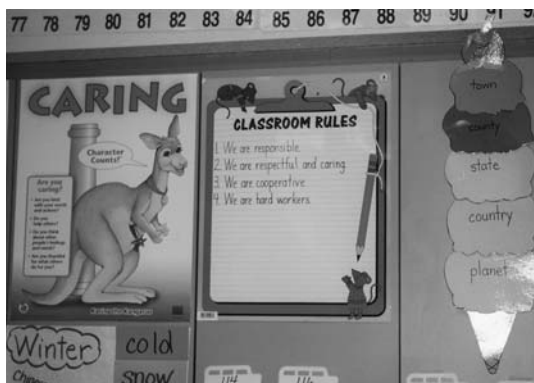 77 78 79 80 81 82 83 84 85 86 87 88 89 90 91
CARING
Character
Counts!
Are you
caring?
CLASSROOM RULES
1. We are responsible.
2. We are respectful and caring.
3. We are cooperative.
4. We are hard workers.
town
county
state
country
planet
Winter
cold
snow